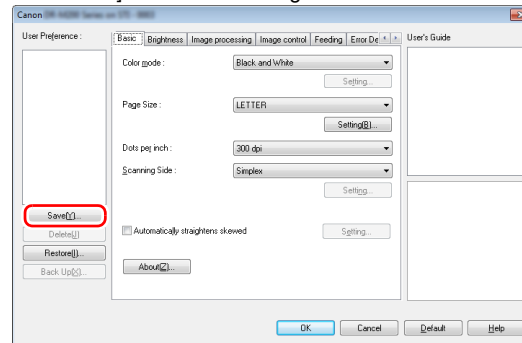 Canon
User Preference :
Basic Brightness Image processing Image control Feeding Error De
User's Guide
Color mode : Black and White
Setting...
Page Size : LETTER
Setting(B)...
Dots per inch : 300 dpi
Scanning Side : Simplex
Setting...
Save(Y)...
Delete(J)
Automatically straightens skewed
Setting...
Restore(I)...
Back Up(X)...
About(Z)...
OK Cancel Default Help